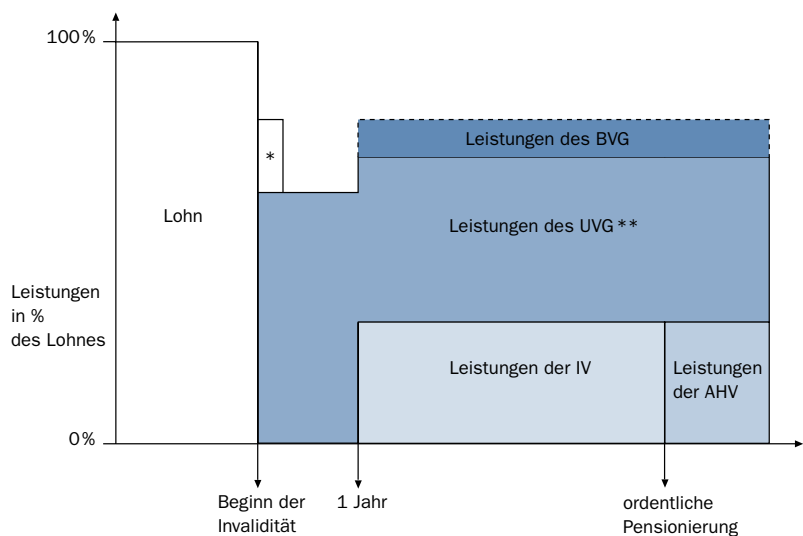 100 %
Leistungen des BVG
*
Lohn
Leistungen des UVG **
Leistungen
in %
des Lohnes
Leistungen der IV
Leistungen
der AHV
0 %
Beginn der
Invalidität
1 Jahr
ordentliche
Pensionierung